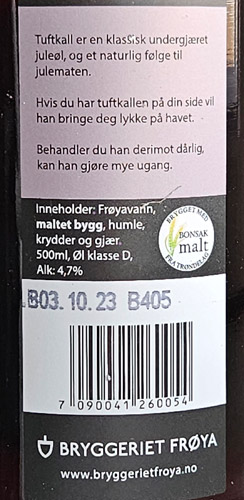 Tuftkall er en klassisk undergjæret
juleøl, og et naturlig følge til
julematen.
Hvis du har tuftkallen på din side vil
han bringe deg lykke på havet.
Behandler du han derimot dårlig,
kan han gjøre mye ugang.
Inneholder: Frøyavann,
maltet bygg, humle,
krydder og gjær.
500ml, Øl klasse D,
Alk: 4,7%
BRYGGET MED
BONSAK
malt
FRA TRØNDELAG
B03.10.23 B405
7 090041 260054
BRYGGERIET FRØYA
www.bryggerietfroya.no